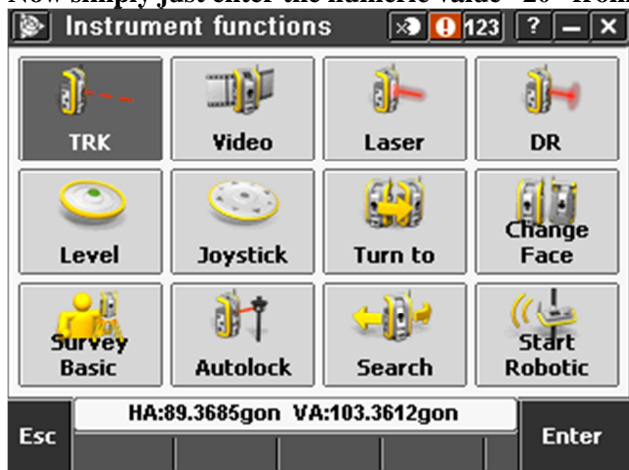 Now simply just enter the numeric value "20" from
Instrument functions 123 ?
TRK Video Laser DR
Level Joystick Turn to Change Face
Survey Basic Autolock Search Start Robotic
HA:89.3685gon VA:103.3612gon
Esc Enter